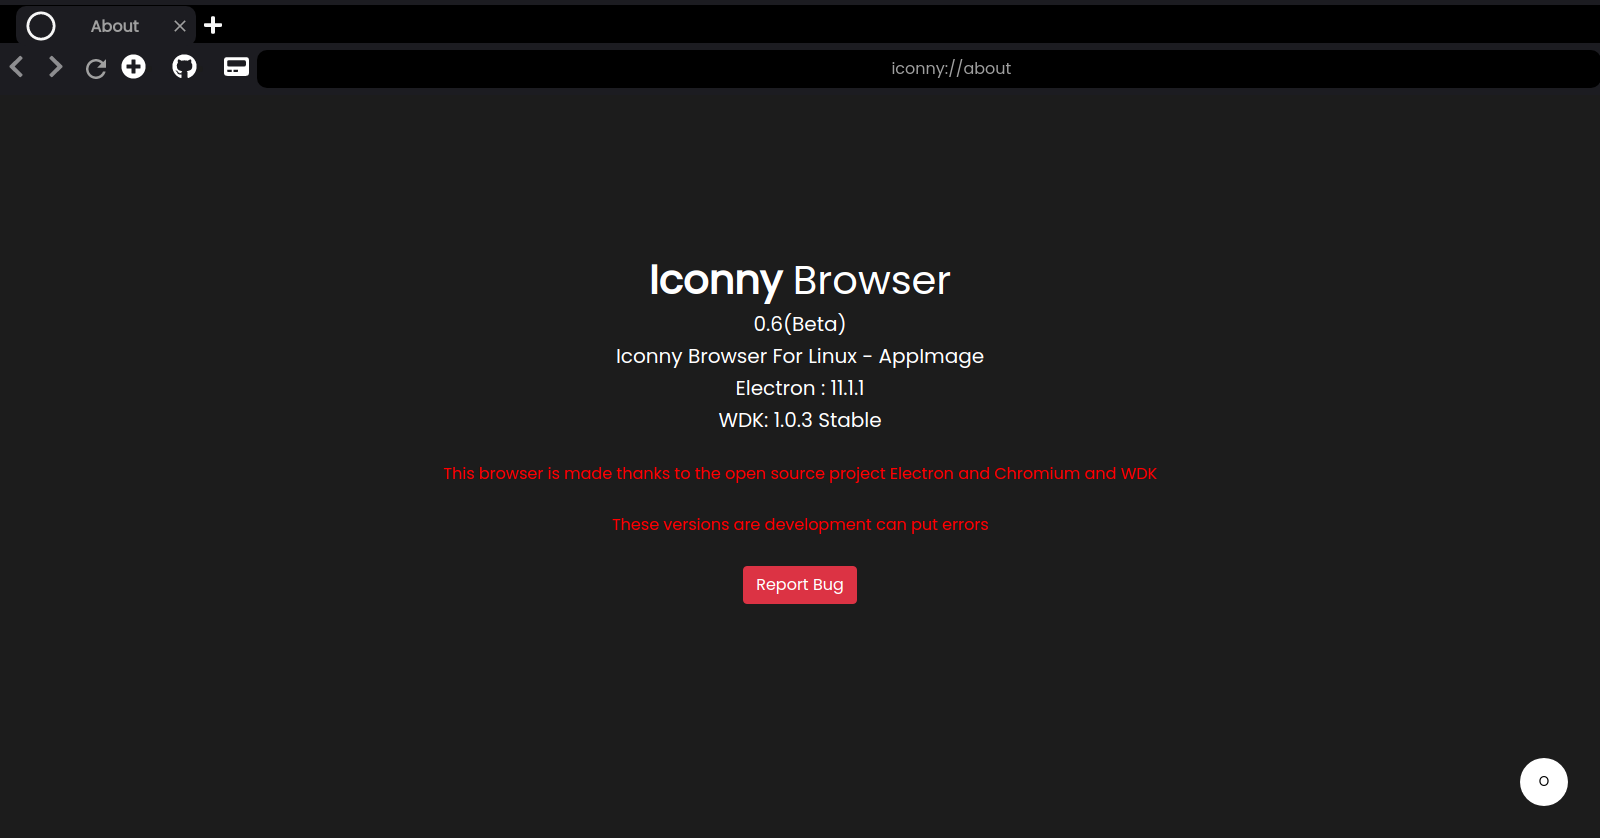 About
iconny://about
Iconny Browser
0.6(Beta)
Iconny Browser For Linux - AppImage
Electron : 11.1.1
WDK: 1.0.3 Stable
This browser is made thanks to the open source project Electron and Chromium and WDK
These versions are development can put errors
Report Bug
O